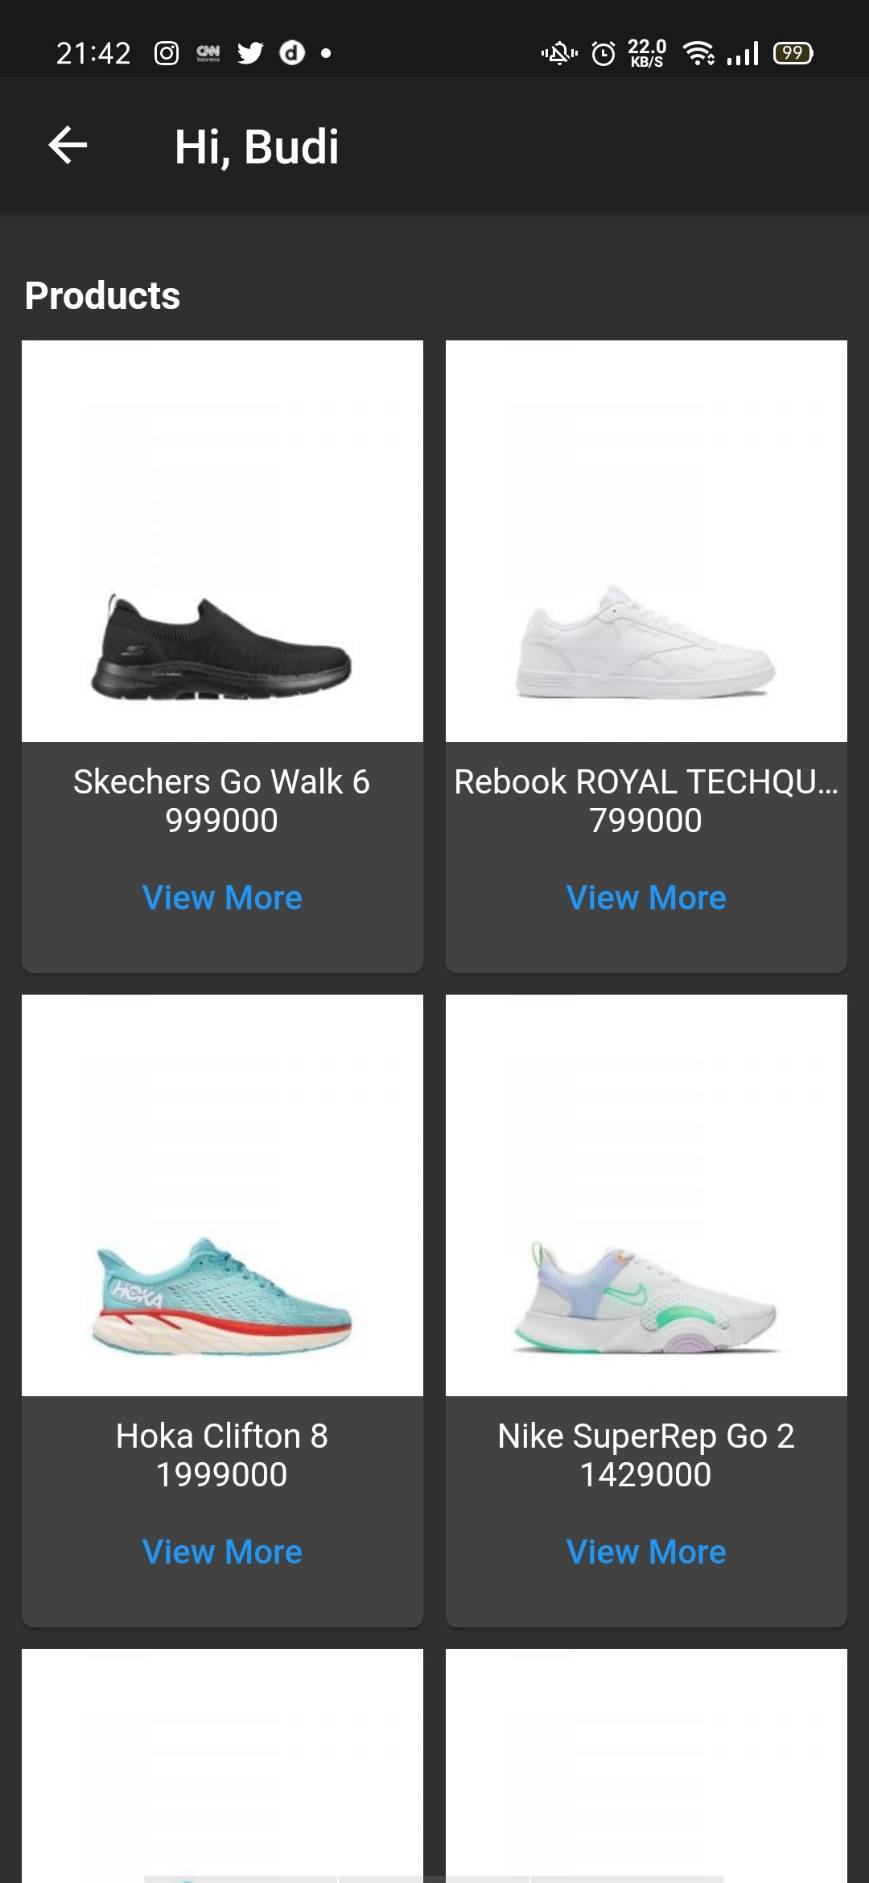 21:42 CNN Indonesia d 22.0 KB/S 99
Hi, Budi
Products
Skechers Go Walk 6
999000
View More
Rebook ROYAL TECHQU...
799000
View More
HOKA
Hoka Clifton 8
1999000
View More
Nike SuperRep Go 2
1429000
View More